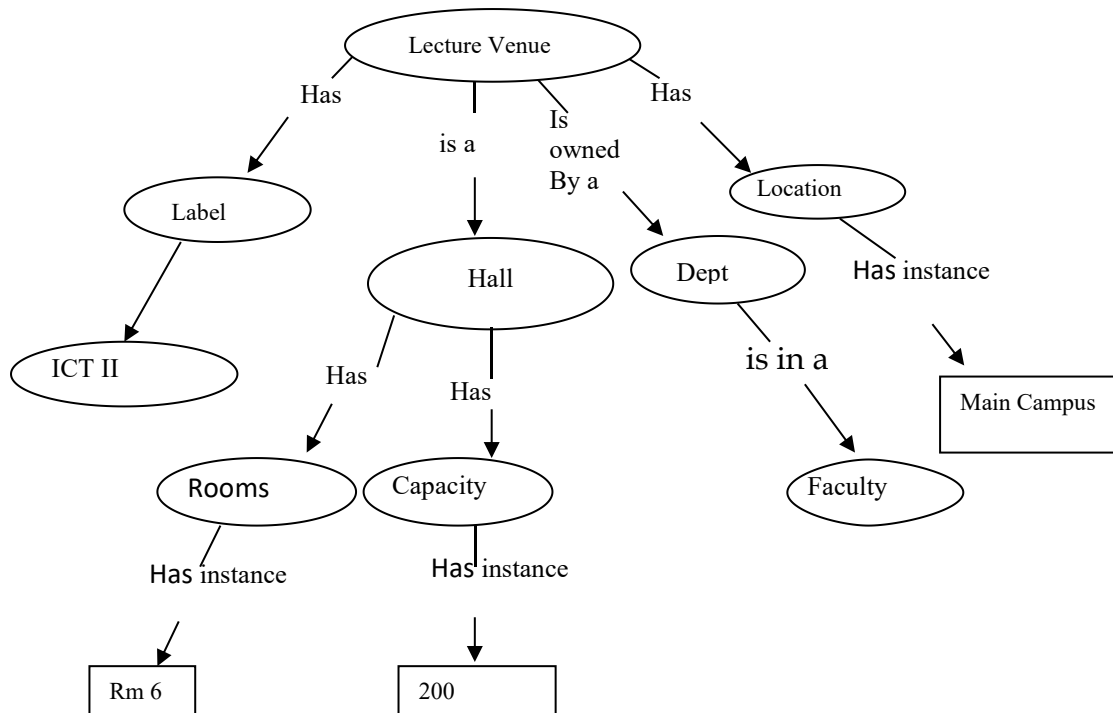 Lecture Venue
Has
Has
is a
Is
owned
By a
Location
Label
Hall
Dept
Has instance
ICT II
is in a
Has
Has
Main Campus
Rooms
Capacity
Faculty
Has instance
Has instance
Rm 6
200